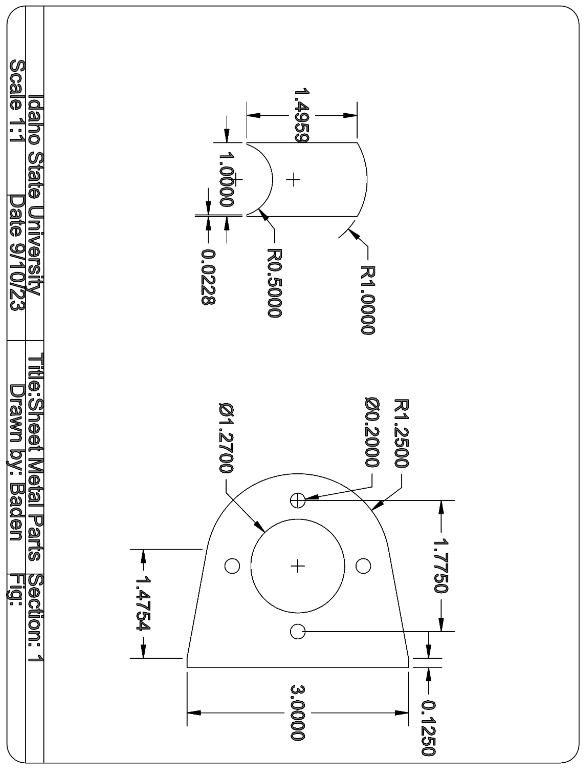 1.4959
1.0000
0.0228
R0.5000
R1.0000
Ø1.2700
Ø0.2000
R1.2500
1.7750
1.4754
3.0000
0.1250
Idaho State University Title:Sheet Metal Parts Section: 1
Scale 1:1 Date 9/10/23 Drawn by: Baden Fig: